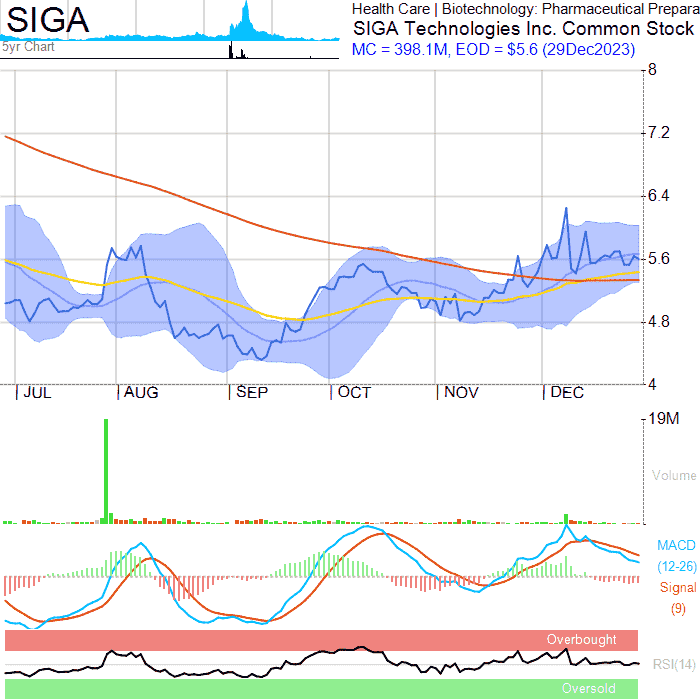 SIGA
5yr Chart
Health Care | Biotechnology: Pharmaceutical Prepara
SIGA Technologies Inc. Common Stock
MC = 398.1M, EOD = $5.6 (29Dec2023)
8
7.2
6.4
5.6
4.8
4
JUL AUG SEP OCT NOV DEC
19M
Volume
MACD
(12-26)
Signal
(9)
Overbought
RSI(14)
Oversold